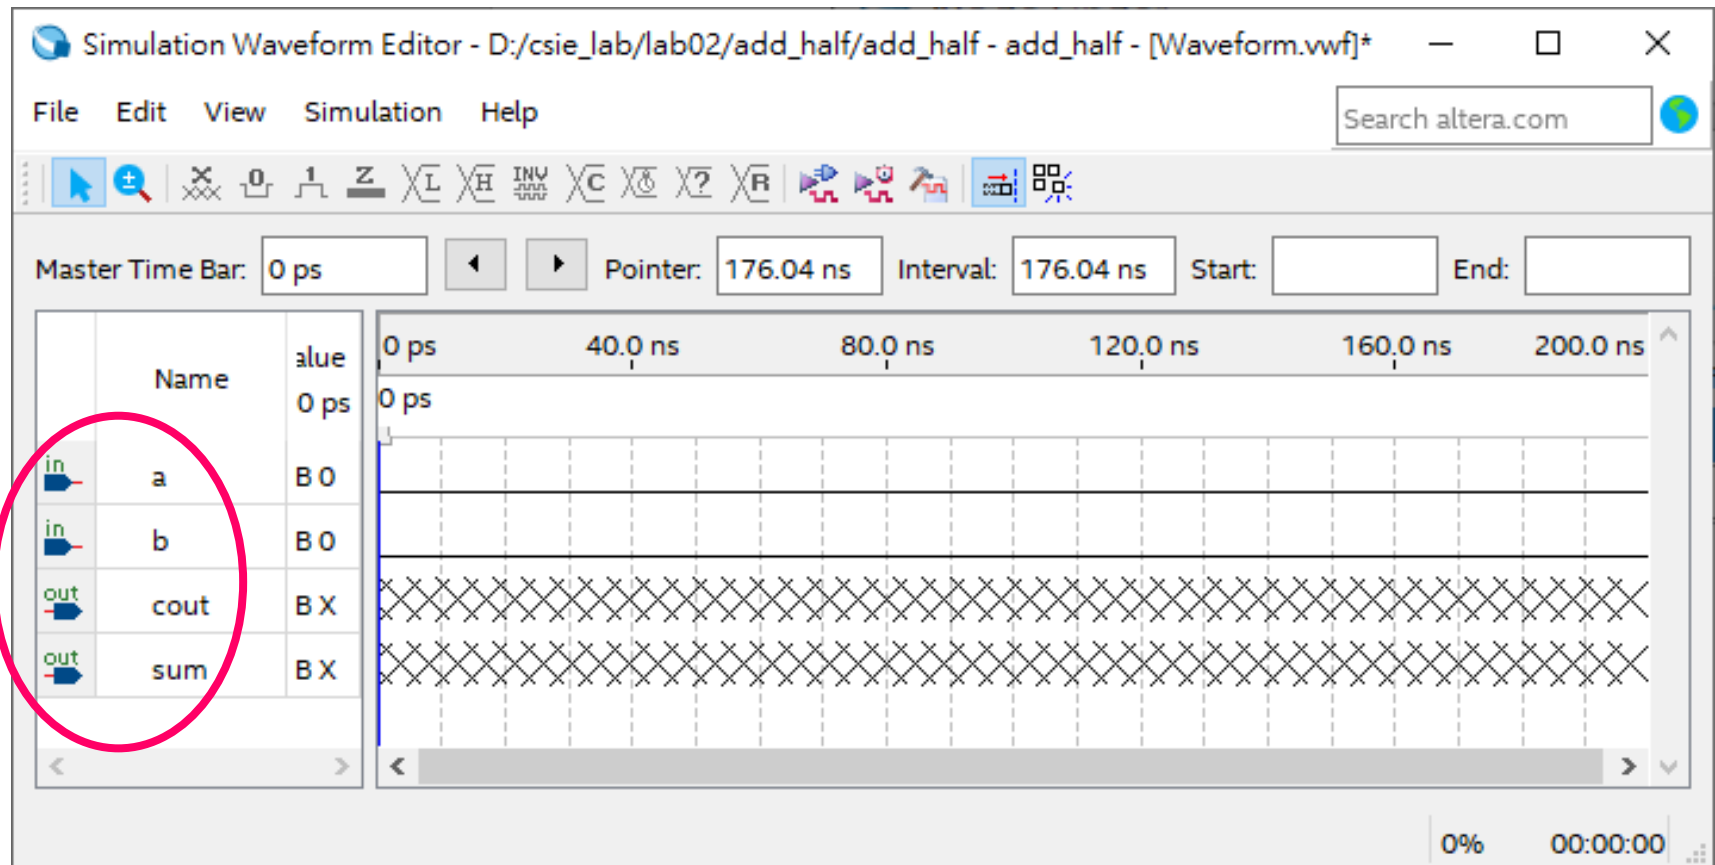 Simulation Waveform Editor - D:/csie_lab/lab02/add_half/add_half - add_half - [Waveform.vwf]*
File Edit View Simulation Help
Search altera.com
Master Time Bar: 0 ps Pointer: 176.04 ns Interval: 176.04 ns Start: End:
Name
alue
0 ps
0 ps 40.0 ns 80.0 ns 120.0 ns 160.0 ns 200.0 ns
0 ps
in a B 0
in b B 0
out cout B X
out sum B X
0% 00:00:00